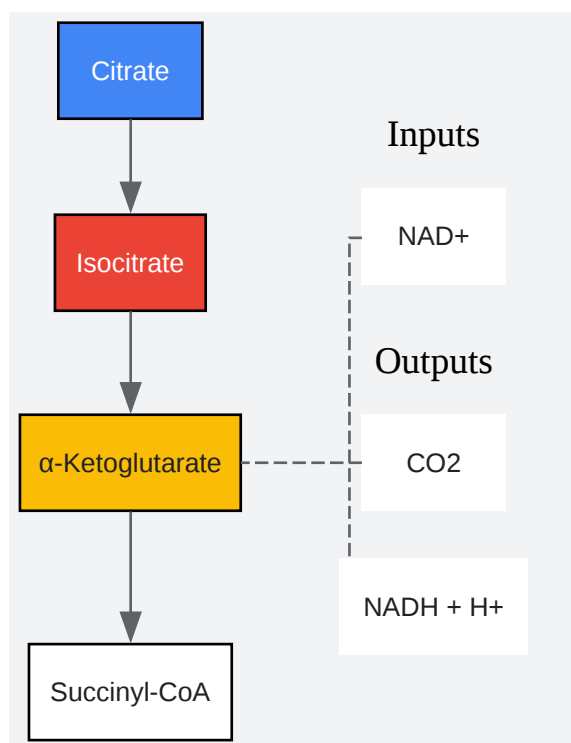 Citrate
Inputs
Isocitrate
NAD+
Outputs
α-Ketoglutarate
CO2
NADH + H+
Succinyl-CoA